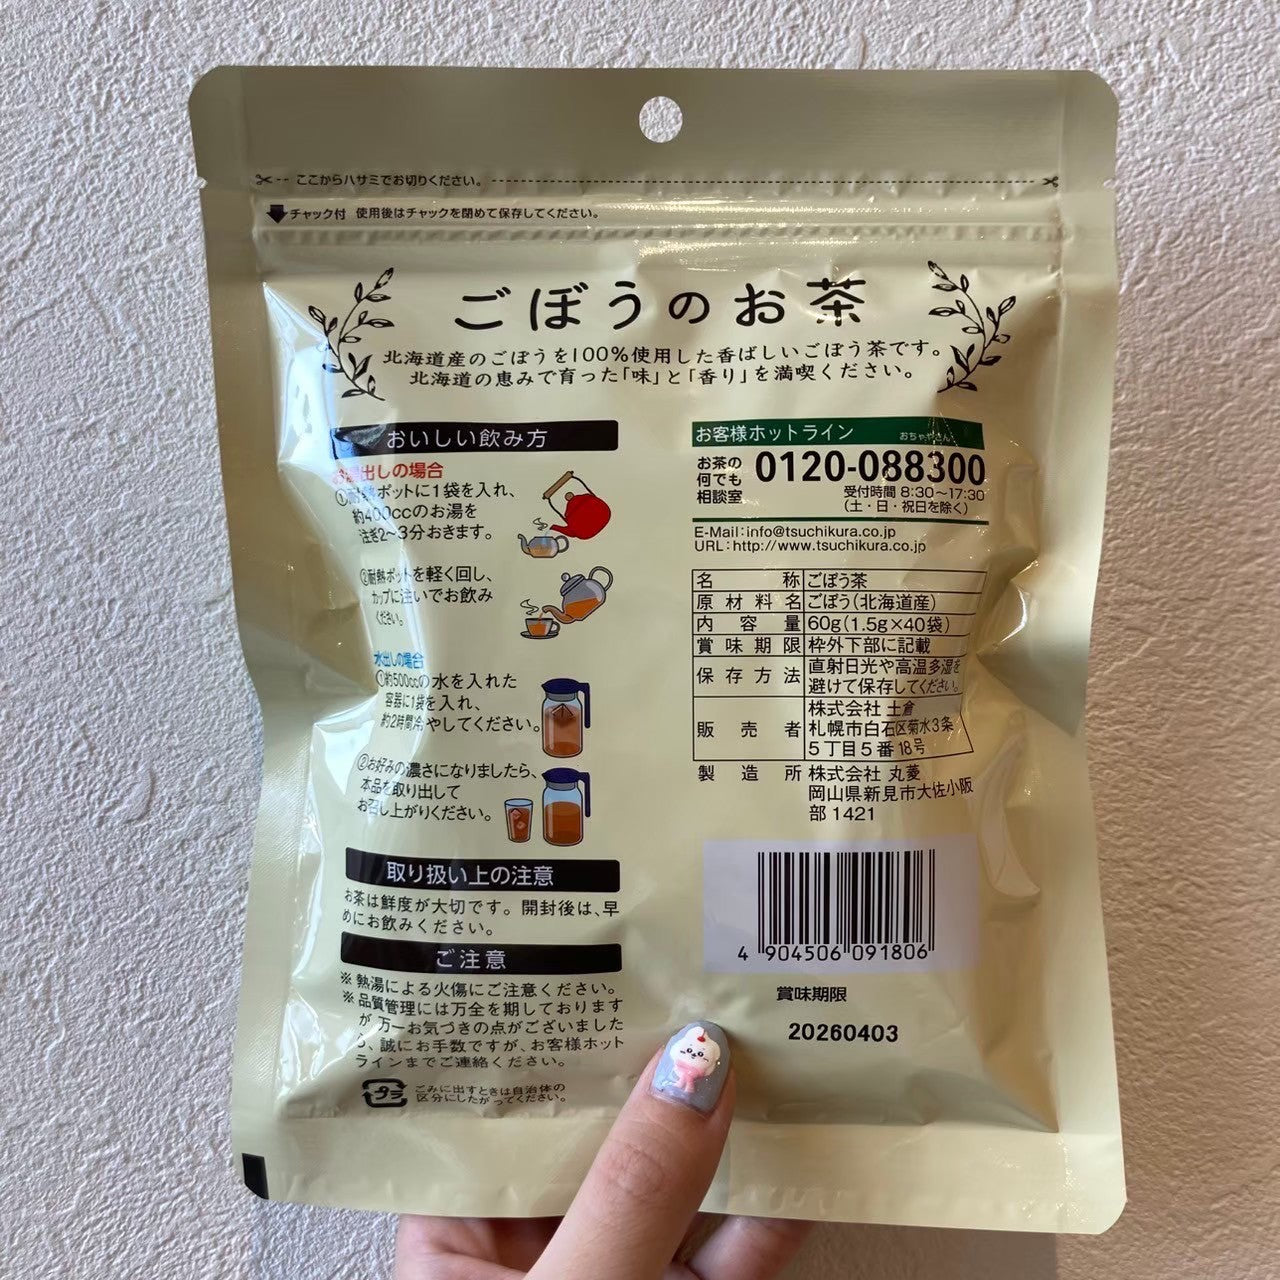 ここからハサミでお切りください。
チャック付 使用後はチャックを閉めて保存してください。
ごぼうのお茶
北海道産のごぼうを100%使用した香ばしいごぼう茶です。
北海道の恵みで育った「味」と「香り」を満喫ください。
おいしい飲み方
お湯出しの場合
①耐熱ポットに1袋を入れ、
約400ccのお湯を
注ぎ2〜3分おきます。
②耐熱ポットを軽く回し、
カップに注いでお飲み
ください。
水出しの場合
①約500ccの水を入れた
容器に1袋を入れ、
約2時間冷やしてください。
②お好みの濃さになりましたら、
本品を取り出して
お召し上がりください。
取り扱い上の注意
お茶は鮮度が大切です。開封後は、早
めにお飲みください。
ご注意
※熱湯による火傷にご注意ください。
※品質管理には万全を期しております
が、万一お気づきの点がございました
ら、誠にお手数ですが、お客様ホット
ラインまでご連絡ください。
プラ
ごみに出すときは自治体の
区分にしたがってください。
お客様ホットライン
おちゃやさん
お茶の
何でも
相談室
0120-088300
受付時間 8:30〜17:30
(土・日・祝日を除く)
E-Mail:info@tsuchikura.co.jp
URL:http://www.tsuchikura.co.jp
名称 ごぼう茶
原材料名 ごぼう(北海道産)
内容量 60g(1.5g×40袋)
賞味期限 枠外下部に記載
保存方法 直射日光や高温多湿を
避けて保存してください。
販売者 株式会社 土倉
札幌市白石区菊水3条
5丁目5番18号
製造所 株式会社 丸菱
岡山県新見市大佐小阪
部1421
4 904506 091806
賞味期限
20260403